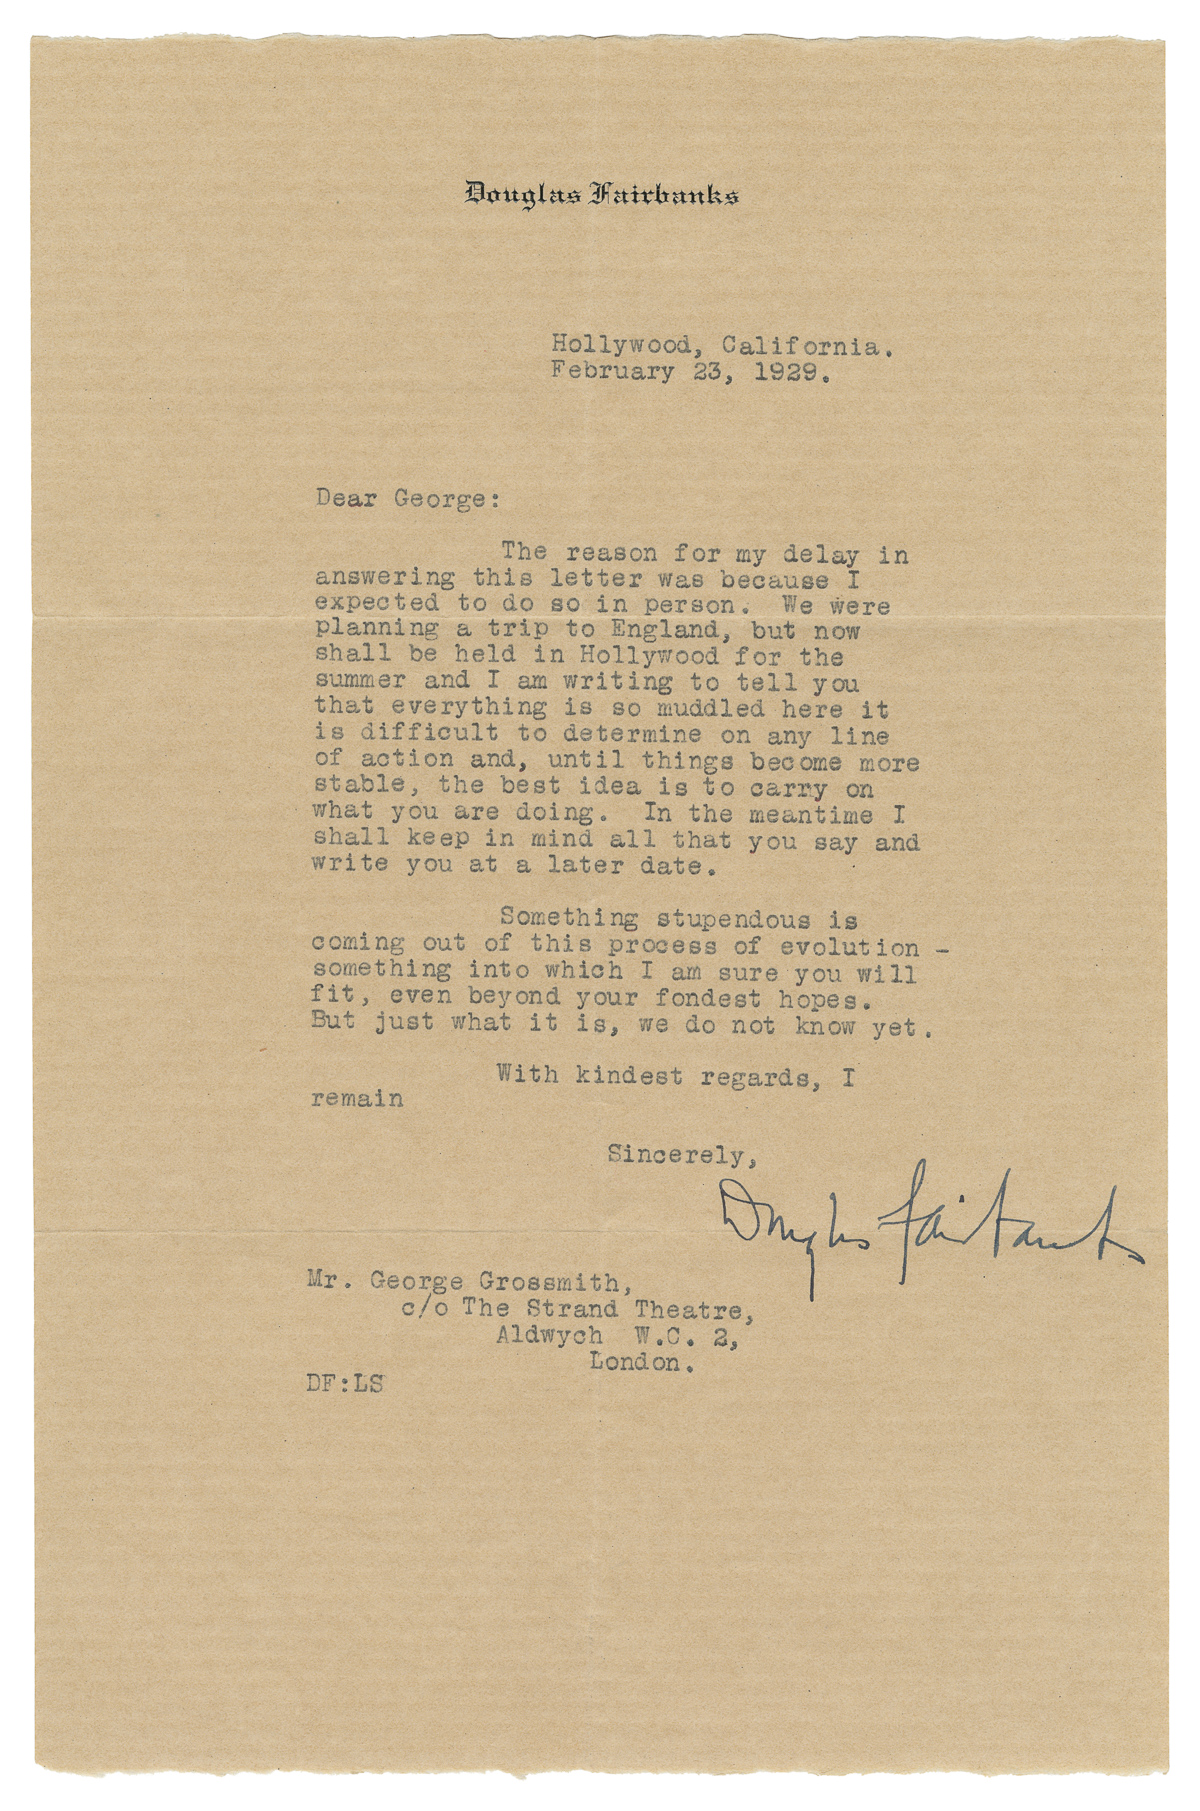 Douglas Fairbanks
Hollywood, California.
February 23, 1929.
Dear George:
The reason for my delay in
answering this letter was because I
expected to do so in person. We were
planning a trip to England, but now
shall be held in Hollywood for the
summer and I am writing to tell you
that everything is so muddled here it
is difficult to determine on any line
of action and, until things become more
stable, the best idea is to carry on
what you are doing. In the meantime I
shall keep in mind all that you say and
write you at a later date.
Something stupendous is
coming out of this process of evolution -
something into which I am sure you will
fit, even beyond your fondest hopes.
But just what it is, we do not know yet.
With kindest regards, I
remain
Sincerely,
Douglas Fairbanks
Mr. George Grossmith,
c/o The Strand Theatre,
Aldwych W.C. 2,
London.
DF:LS